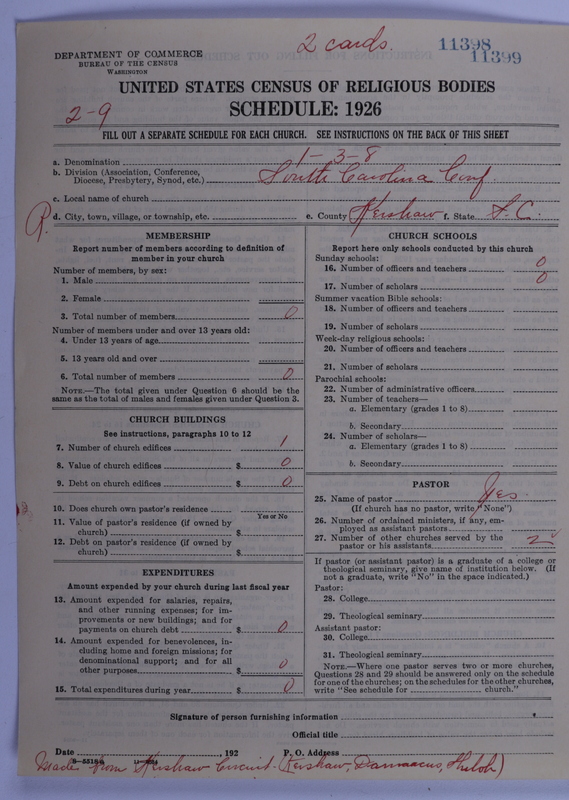 2 cards.
11398
11399
DEPARTMENT OF COMMERCE
BUREAU OF THE CENSUS
WASHINGTON
UNITED STATES CENSUS OF RELIGIOUS BODIES
2-9
SCHEDULE: 1926
FILL OUT A SEPARATE SCHEDULE FOR EACH CHURCH. SEE INSTRUCTIONS ON THE BACK OF THIS SHEET
a. Denomination 1-3-8
b. Division (Association, Conference, Diocese, Presbytery, Synod, etc.) South Carolina Conf.
c. Local name of church
R.
d. City, town, village, or township, etc. e. County Kershaw f. State S.C.
MEMBERSHIP
Report number of members according to definition of
member in your church
Number of members, by sex:
1. Male
2. Female
3. Total number of members 0
Number of members under and over 13 years old:
4. Under 13 years of age
5. 13 years old and over
6. Total number of members 0
NOTE.—The total given under Question 6 should be
same as the total of males and females given under Question 3.
CHURCH BUILDINGS
See instructions, paragraphs 10 to 12
7. Number of church edifices 1
8. Value of church edifices $ 0
9. Debt on church edifices $ 0
10. Does church own pastor's residence
Yes or No
11. Value of pastor's residence (if owned by
church) $
12. Debt on pastor's residence (if owned by
church) $
EXPENDITURES
Amount expended by your church during last fiscal year
13. Amount expended for salaries, repairs,
and other running expenses; for im-
provements or new buildings; and for
payments on church debt $ 0
14. Amount expended for benevolences, in-
cluding home and foreign missions; for
denominational support; and for all
other purposes $ 0
15. Total expenditures during year $ 0
CHURCH SCHOOLS
Report here only schools conducted by this church
Sunday schools:
16. Number of officers and teachers 0
17. Number of scholars 0
Summer vacation Bible schools:
18. Number of officers and teachers
19. Number of scholars
Week-day religious schools:
20. Number of officers and teachers
21. Number of scholars
Parochial schools:
22. Number of administrative officers
23. Number of teachers—
a. Elementary (grades 1 to 8)
b. Secondary
24. Number of scholars—
a. Elementary (grades 1 to 8)
b. Secondary
PASTOR
25. Name of pastor Yes.
(If church has no pastor, write "None")
26. Number of ordained ministers, if any, em-
ployed as assistant pastors
27. Number of other churches served by the
pastor or his assistants 2
If pastor (or assistant pastor) is a graduate of a college or
theological seminary, give name of institution below. (If
not a graduate, write "No" in the space indicated.)
Pastor:
28. College
29. Theological seminary
Assistant pastor:
30. College
31. Theological seminary
NOTE.—Where one pastor serves two or more churches,
Questions 28 and 29 should be answered only on the schedule
for one of the churches; on the schedules for the other churches,
write "See schedule for church."
Signature of person furnishing information
Official title
Date , 192 P. O. Address
Made from Kershaw Circuit. (Kershaw, Damascus, Shiloh)